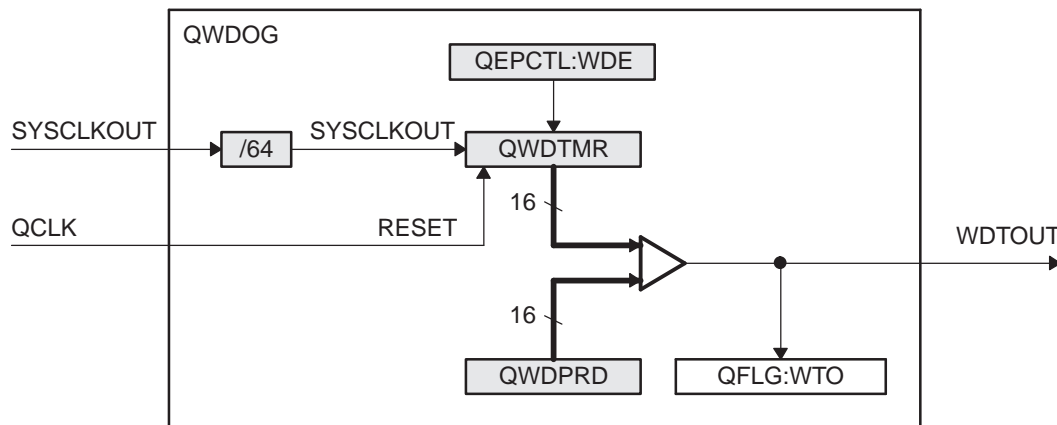 QWDOG
QEPCTL:WDE
SYSCLKOUT
/64
SYSCLKOUT
QWDTMR
16
QCLK
RESET
WDTOUT
16
QWDPRD
QFLG:WTO